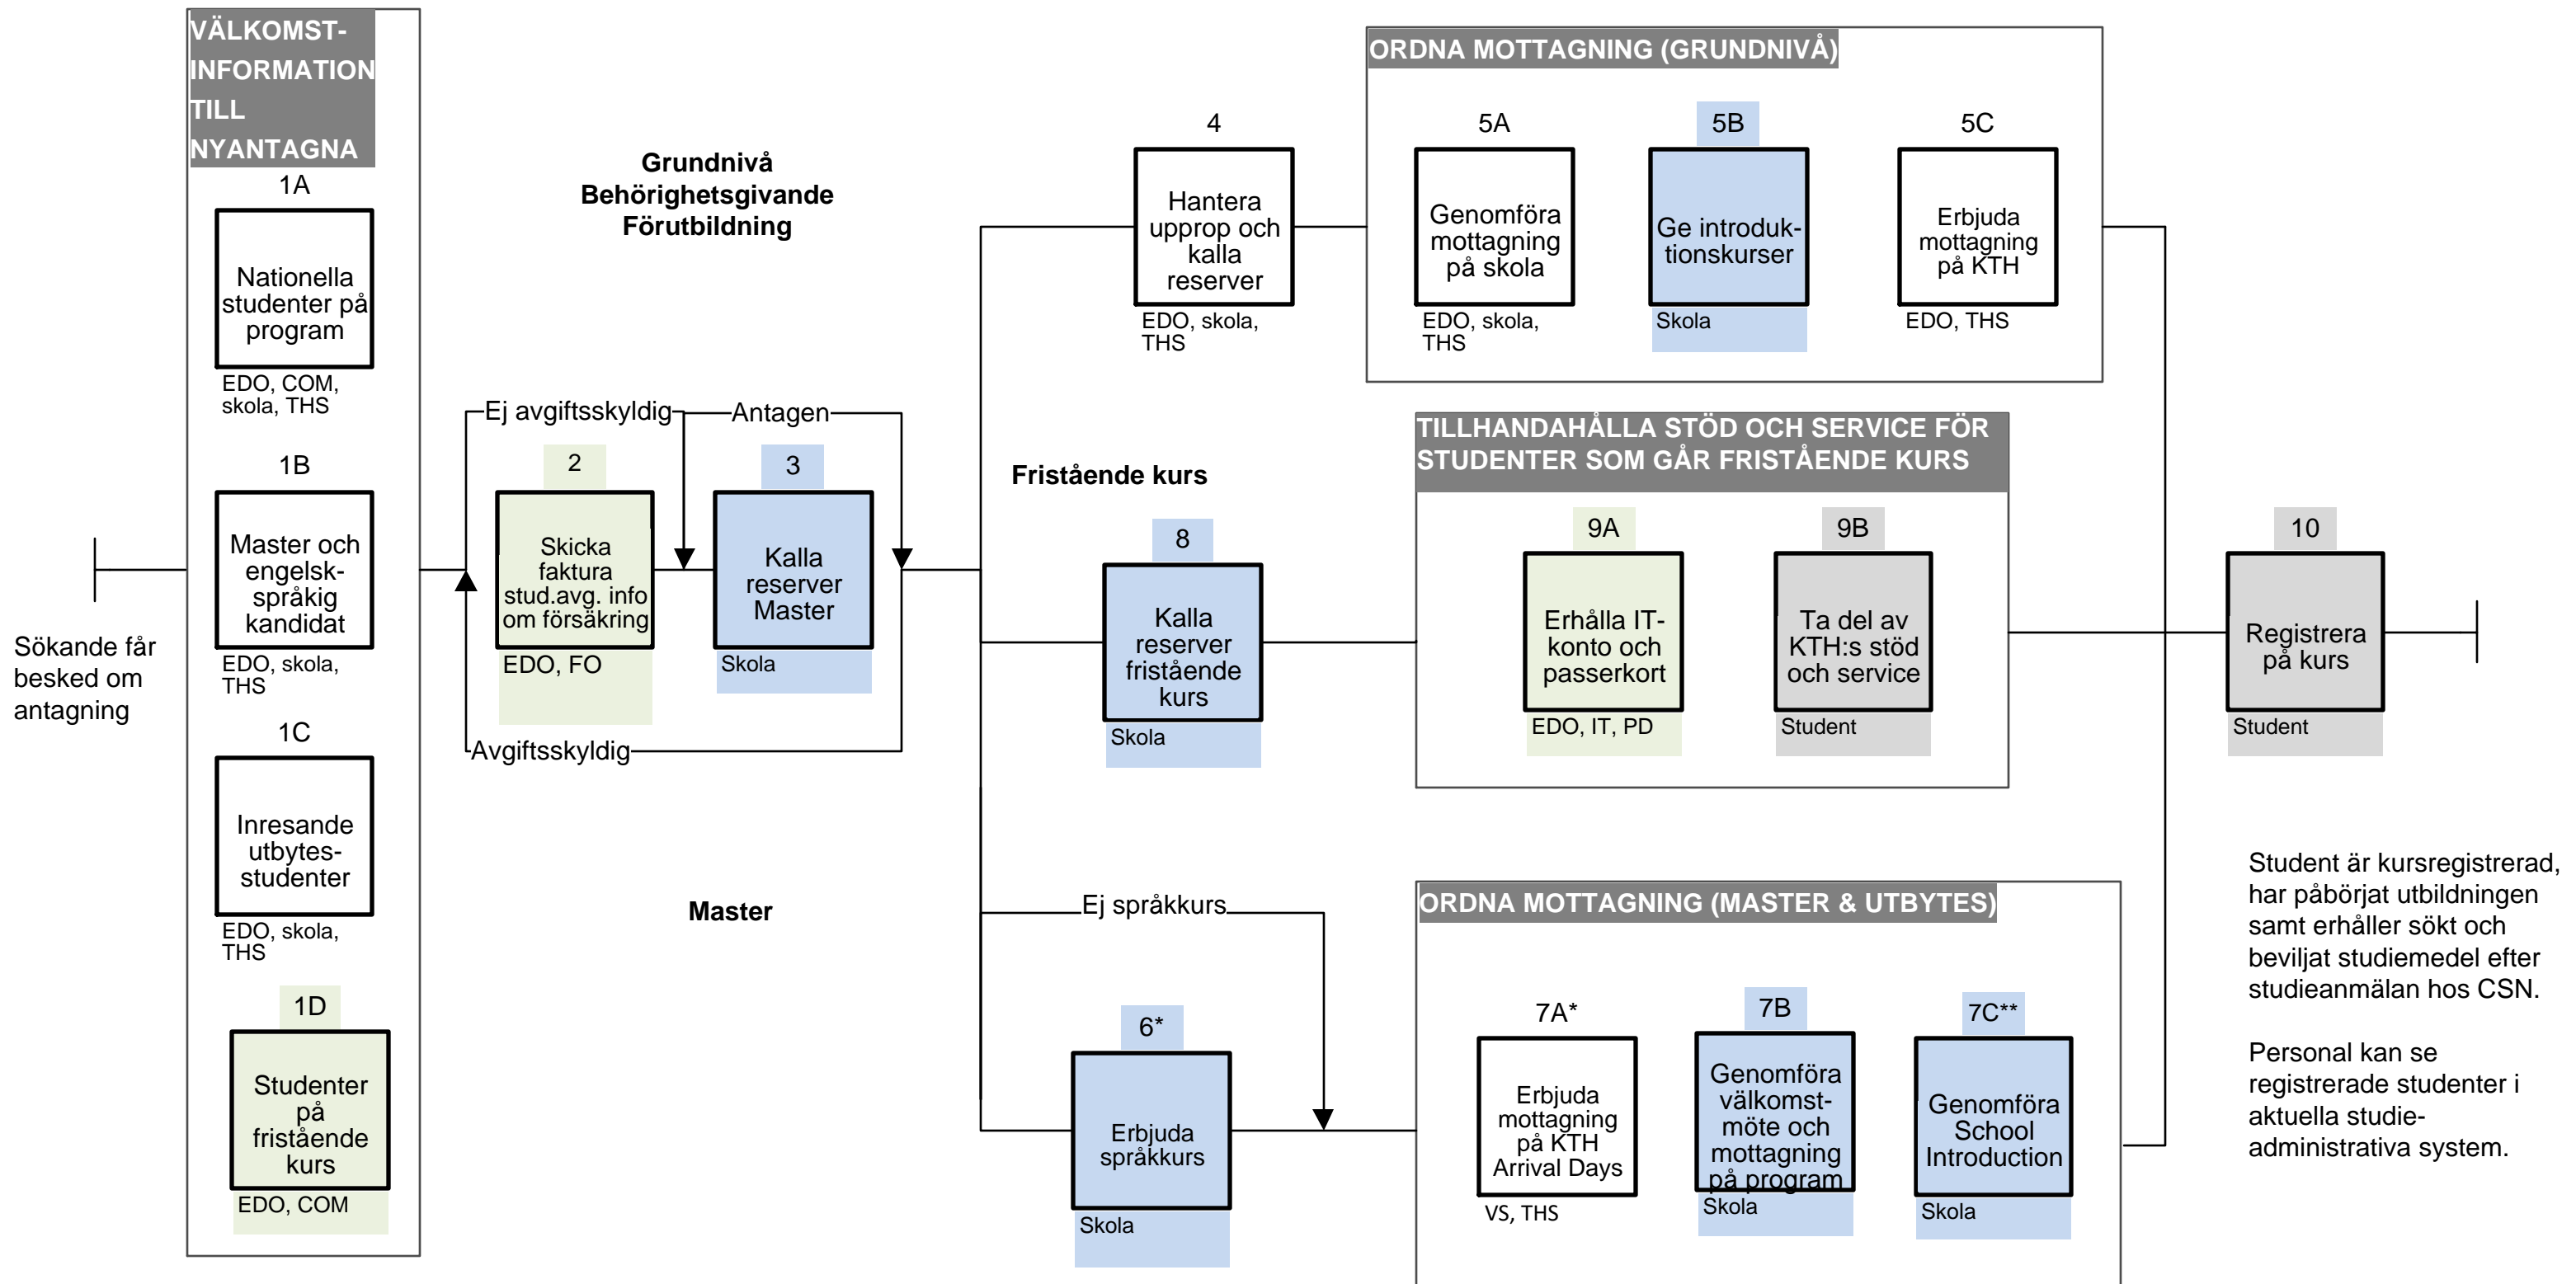 Sökande får
besked om
antagning
VÄLKOMST-
INFORMATION
TILL
NYANTAGNA
1A
Nationella
studenter på
program
EDO, COM,
skola, THS
1B
Master och
engelsk-
språkig
kandidat
EDO, skola,
THS
1C
Inresande
utbytes-
studenter
EDO, skola,
THS
1D
Studenter
på
fristående
kurs
EDO, COM
Ej avgiftsskyldig
Antagen
Avgiftsskyldig
2
Skicka
faktura
stud.avg. info
om försäkring
EDO, FO
3
Kalla
reserver
Master
Skola
Grundnivå
Behörighetsgivande
Förutbildning
4
Hantera
upprop och
kalla
reserver
EDO, skola,
THS
ORDNA MOTTAGNING (GRUNDNIVÅ)
5A
Genomföra
mottagning
på skola
EDO, skola,
THS
5B
Ge introduk-
tionskurser
Skola
5C
Erbjuda
mottagning
på KTH
EDO, THS
Fristående kurs
8
Kalla
reserver
fristående
kurs
Skola
TILLHANDAHÅLLA STÖD OCH SERVICE FÖR
STUDENTER SOM GÅR FRISTÅENDE KURS
9A
Erhålla IT-
konto och
passerkort
EDO, IT, PD
9B
Ta del av
KTH:s stöd
och service
Student
Master
Ej språkkurs
6*
Erbjuda
språkkurs
Skola
ORDNA MOTTAGNING (MASTER & UTBYTES)
7A*
Erbjuda
mottagning
på KTH
Arrival Days
VS, THS
7B
Genomföra
välkomst-
möte och
mottagning
på program
Skola
7C**
Genomföra
School
Introduction
Skola
10
Registrera
på kurs
Student
Student är kursregistrerad,
har påbörjat utbildningen
samt erhåller sökt och
beviljat studiemedel efter
studieanmälan hos CSN.
Personal kan se
registrerade studenter i
aktuella studie-
administrativa system.